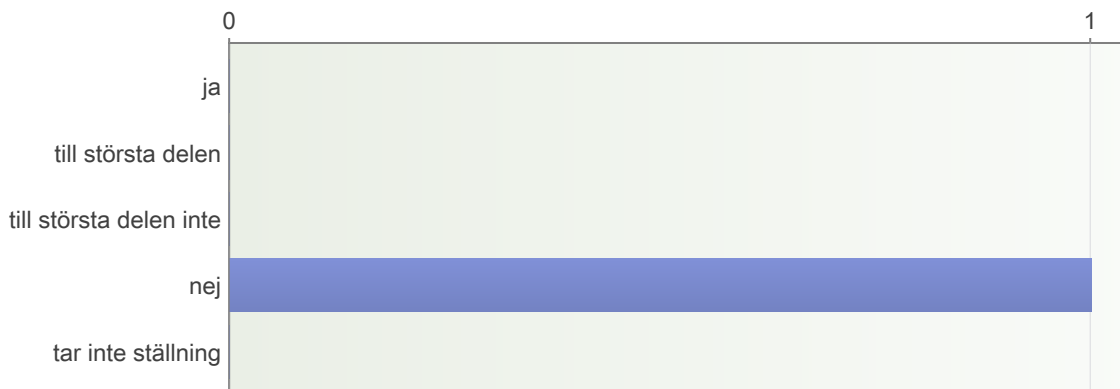 0 1
ja
till största delen
till största delen inte
nej
tar inte ställning